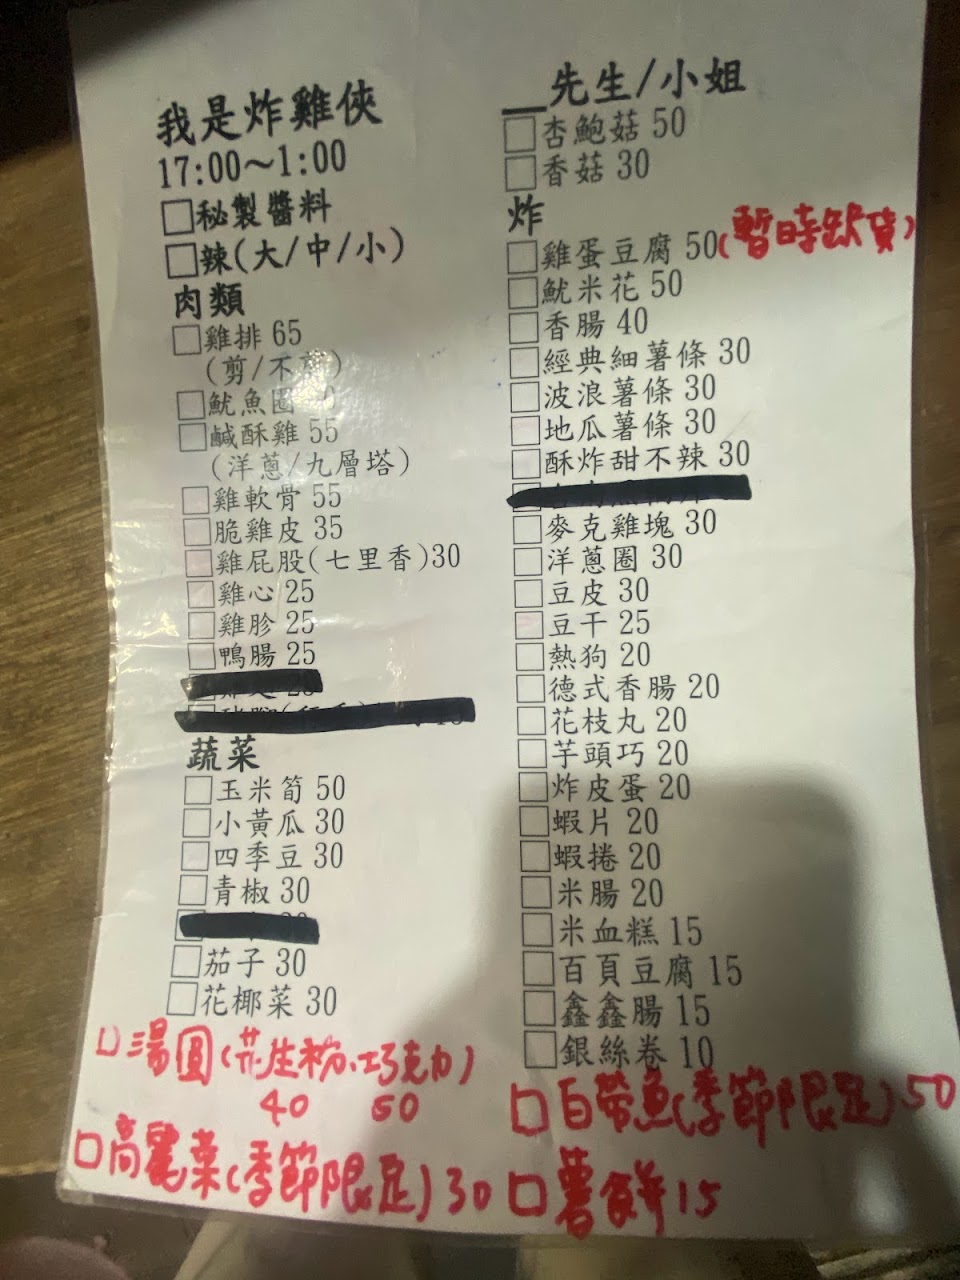 我是炸雞俠
17:00～1:00
□秘製醬料
□辣(大/中/小)
肉類
□雞排 65
(剪/不剪)
□魷魚圈
□鹹酥雞 55
(洋蔥/九層塔)
□雞軟骨 55
□脆雞皮 35
□雞屁股(七里香)30
□雞心 25
□雞胗 25
□鴨腸 25
蔬菜
□玉米筍 50
□小黃瓜 30
□四季豆 30
□青椒 30
□茄子 30
□花椰菜 30
□湯圓(花生粉、巧克力)
40 50
□高麗菜(季節限定)30
__先生/小姐
□杏鮑菇 50
□香菇 30
炸
□雞蛋豆腐 50(暫時缺貨)
□魷米花 50
□香腸 40
□經典細薯條 30
□波浪薯條 30
□地瓜薯條 30
□酥炸甜不辣 30
□麥克雞塊 30
□洋蔥圈 30
□豆皮 30
□豆干 25
□熱狗 20
□德式香腸 20
□花枝丸 20
□芋頭巧 20
□炸皮蛋 20
□蝦片 20
□蝦捲 20
□米腸 20
□米血糕 15
□百頁豆腐 15
□鑫鑫腸 15
□銀絲卷 10
□白帶魚(季節限定)50
□薯餅15